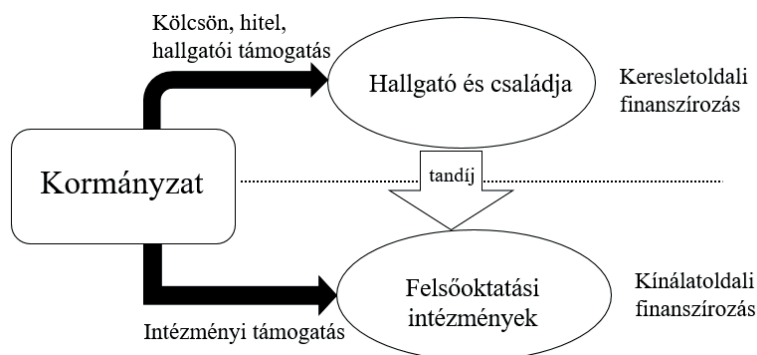 Kölcsön, hitel,
hallgatói támogatás
Hallgató és családja
Keresletoldali
finanszírozás
Kormányzat
tandíj
Felsőoktatási
intézmények
Kínálatoldali
finanszírozás
Intézményi támogatás